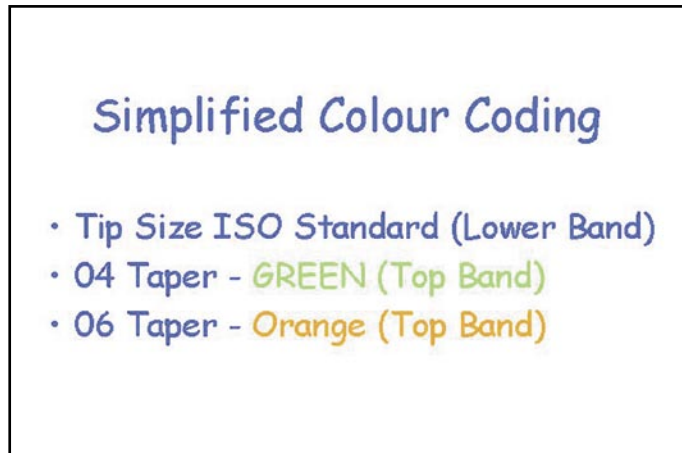 Simplified Colour Coding
• Tip Size ISO Standard (Lower Band)
• 04 Taper - GREEN (Top Band)
• 06 Taper - Orange (Top Band)